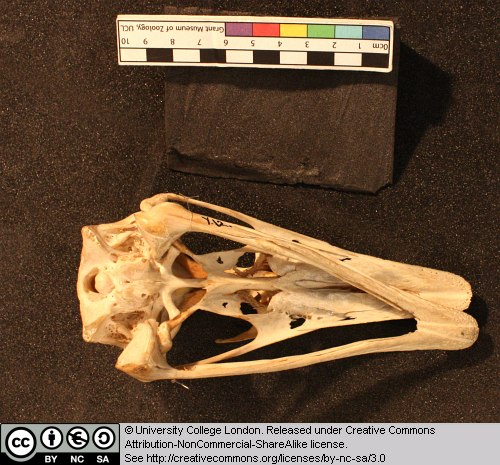 Grant Museum of Zoology, UCL
10 9 8 7 6 5 4 3 2 1 0cm
© University College London. Released under Creative Commons
Attribution-NonCommercial-ShareAlike license.
See http://creativecommons.org/licenses/by-nc-sa/3.0
cc
BY NC SA